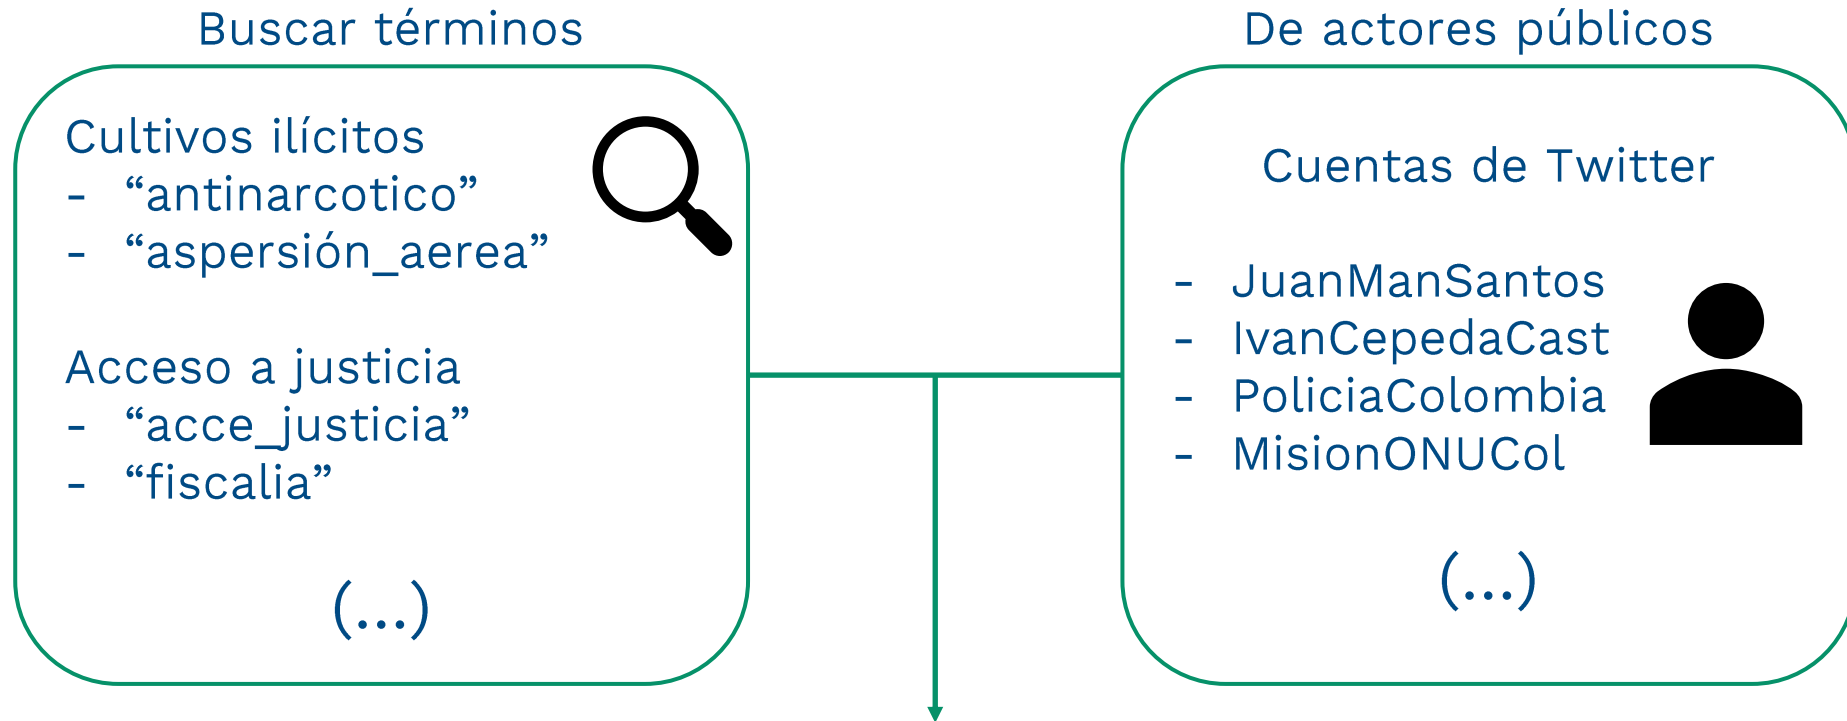 Buscar términos
Cultivos ilícitos
- “antinarcotico”
- “aspersión_aerea”
Acceso a justicia
- “acce_justicia”
- “fiscalia”
(...)
De actores públicos
Cuentas de Twitter
- JuanManSantos
- IvanCepedaCast
- PoliciaColombia
- MisionONUCol
(...)